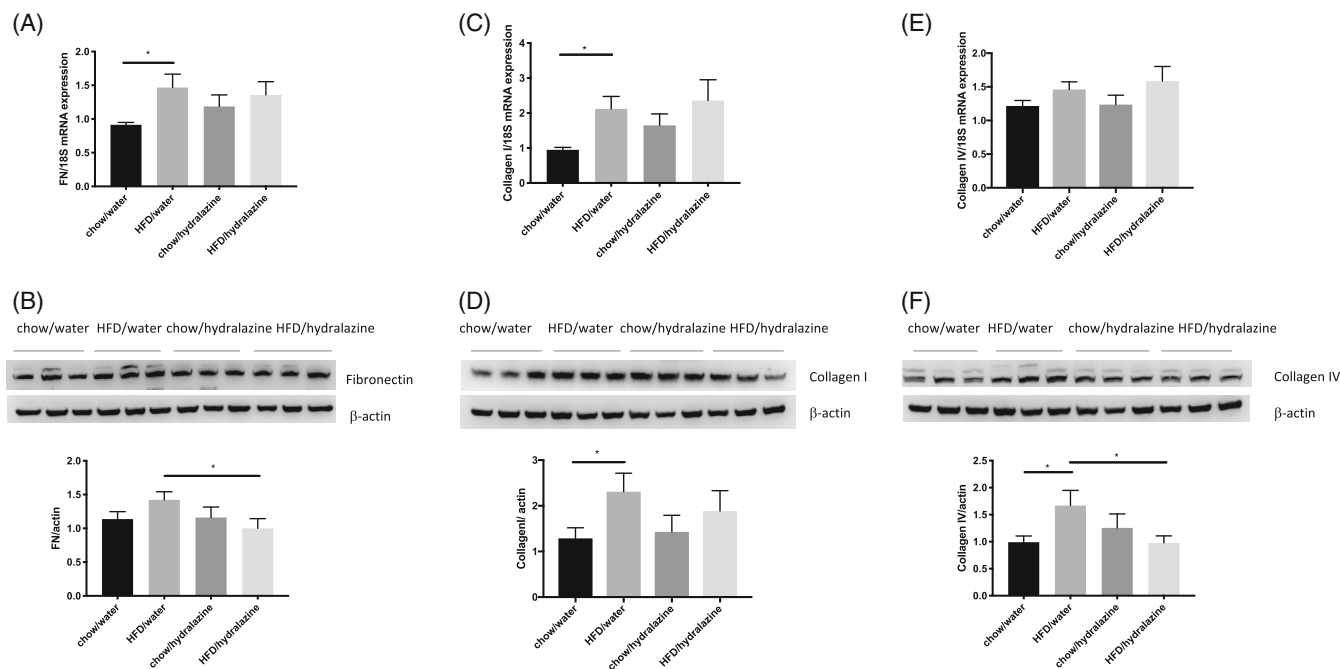 (A)
FN/18S mRNA expression
2.0
1.5
1.0
0.5
0.0
*
chow/water
HFD/water
chow/hydralazine
HFD/hydralazine
(C)
Collagen I/18S mRNA expression
4
3
2
1
0
*
chow/water
HFD/water
chow/hydralazine
HFD/hydralazine
(E)
Collagen IV/18S mRNA expression
2.0
1.5
1.0
0.5
0.0
chow/water
HFD/water
chow/hydralazine
HFD/hydralazine
(B)
chow/water HFD/water chow/hydralazine HFD/hydralazine
Fibronectin
β-actin
FN/actin
2.0
1.5
1.0
0.5
0.0
*
chow/water
HFD/water
chow/hydralazine
HFD/hydralazine
(D)
chow/water HFD/water chow/hydralazine HFD/hydralazine
Collagen I
β-actin
CollagenI/ actin
3
2
1
0
*
chow/water
HFD/water
chow/hydralazine
HFD/hydralazine
(F)
chow/water HFD/water chow/hydralazine HFD/hydralazine
Collagen IV
β-actin
Collagen IV/actin
2.5
2.0
1.5
1.0
0.5
0.0
*
*
chow/water
HFD/water
chow/hydralazine
HFD/hydralazine